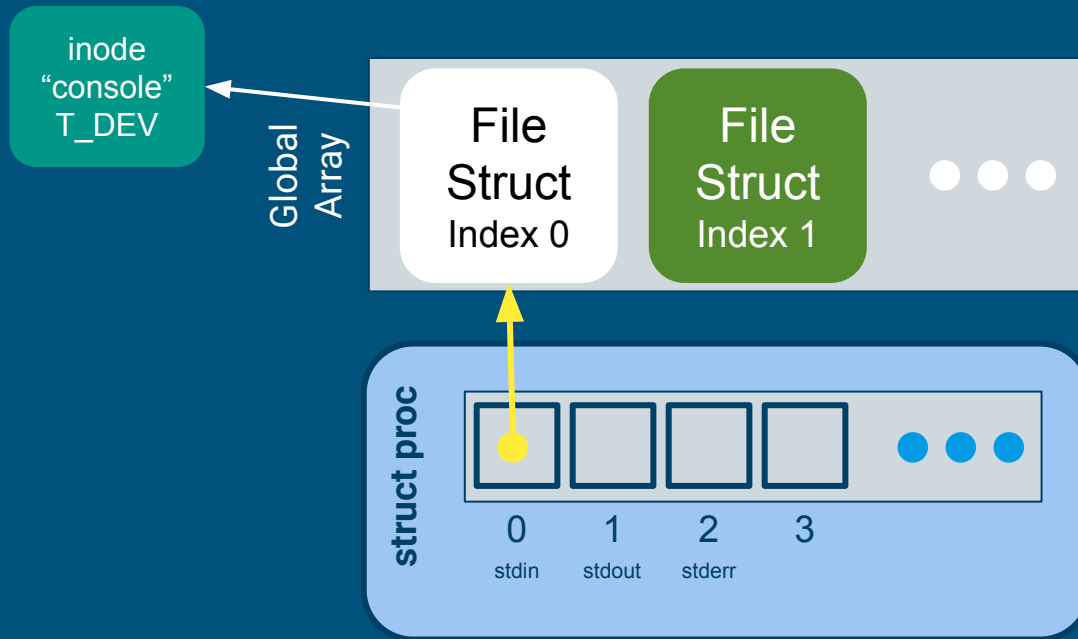 inode
“console”
T_DEV
Global
Array
File
Struct
Index 0
File
Struct
Index 1
struct proc
0
1
2
3
stdin
stdout
stderr